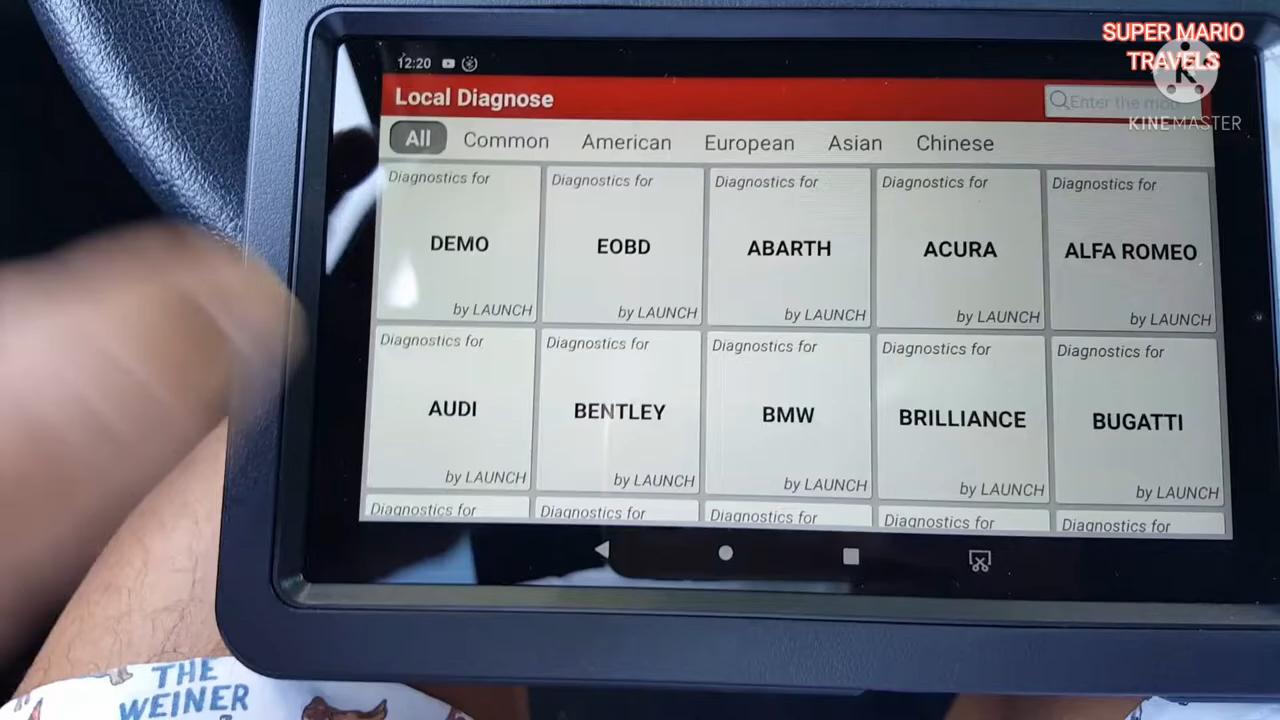 SUPER MARIO
TRAVELS
KINEMASTER
12:20
Local Diagnose
Enter the mo
All Common American European Asian Chinese
Diagnostics for Diagnostics for Diagnostics for Diagnostics for Diagnostics for
DEMO EOBD ABARTH ACURA ALFA ROMEO
by LAUNCH by LAUNCH by LAUNCH by LAUNCH by LAUNCH
Diagnostics for Diagnostics for Diagnostics for Diagnostics for Diagnostics for
AUDI BENTLEY BMW BRILLIANCE BUGATTI
by LAUNCH by LAUNCH by LAUNCH by LAUNCH by LAUNCH
Diagnostics for Diagnostics for Diagnostics for Diagnostics for Diagnostics for
THE
WEINER